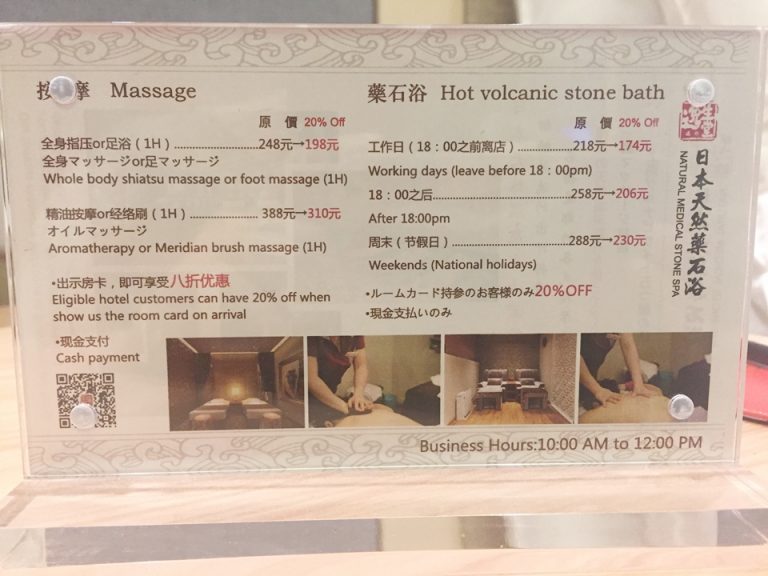 按摩 Massage
原 價 20% Off
全身指压or足浴（1H）..............................248元→198元
全身マッサージor足マッサージ
Whole body shiatsu massage or foot massage (1H)
精油按摩or经络刷（1H）........................ 388元→310元
オイルマッサージ
Aromatherapy or Meridian brush massage (1H)
•出示房卡，即可享受八折优惠
Eligible hotel customers can have 20% off when
show us the room card on arrival
•现金支付
Cash payment
藥石浴 Hot volcanic stone bath
原 價 20% Off
工作日（18：00之前离店）........................218元→174元
Working days (leave before 18：00pm)
18：00之后............................................258元→206元
After 18:00pm
周末（节假日）.........................................288元→230元
Weekends (National holidays)
•ルームカード持参のお客様のみ20%OFF
•現金支払いのみ
日本天然藥石浴
NATURAL MEDICAL STONE SPA
Business Hours:10:00 AM to 12:00 PM